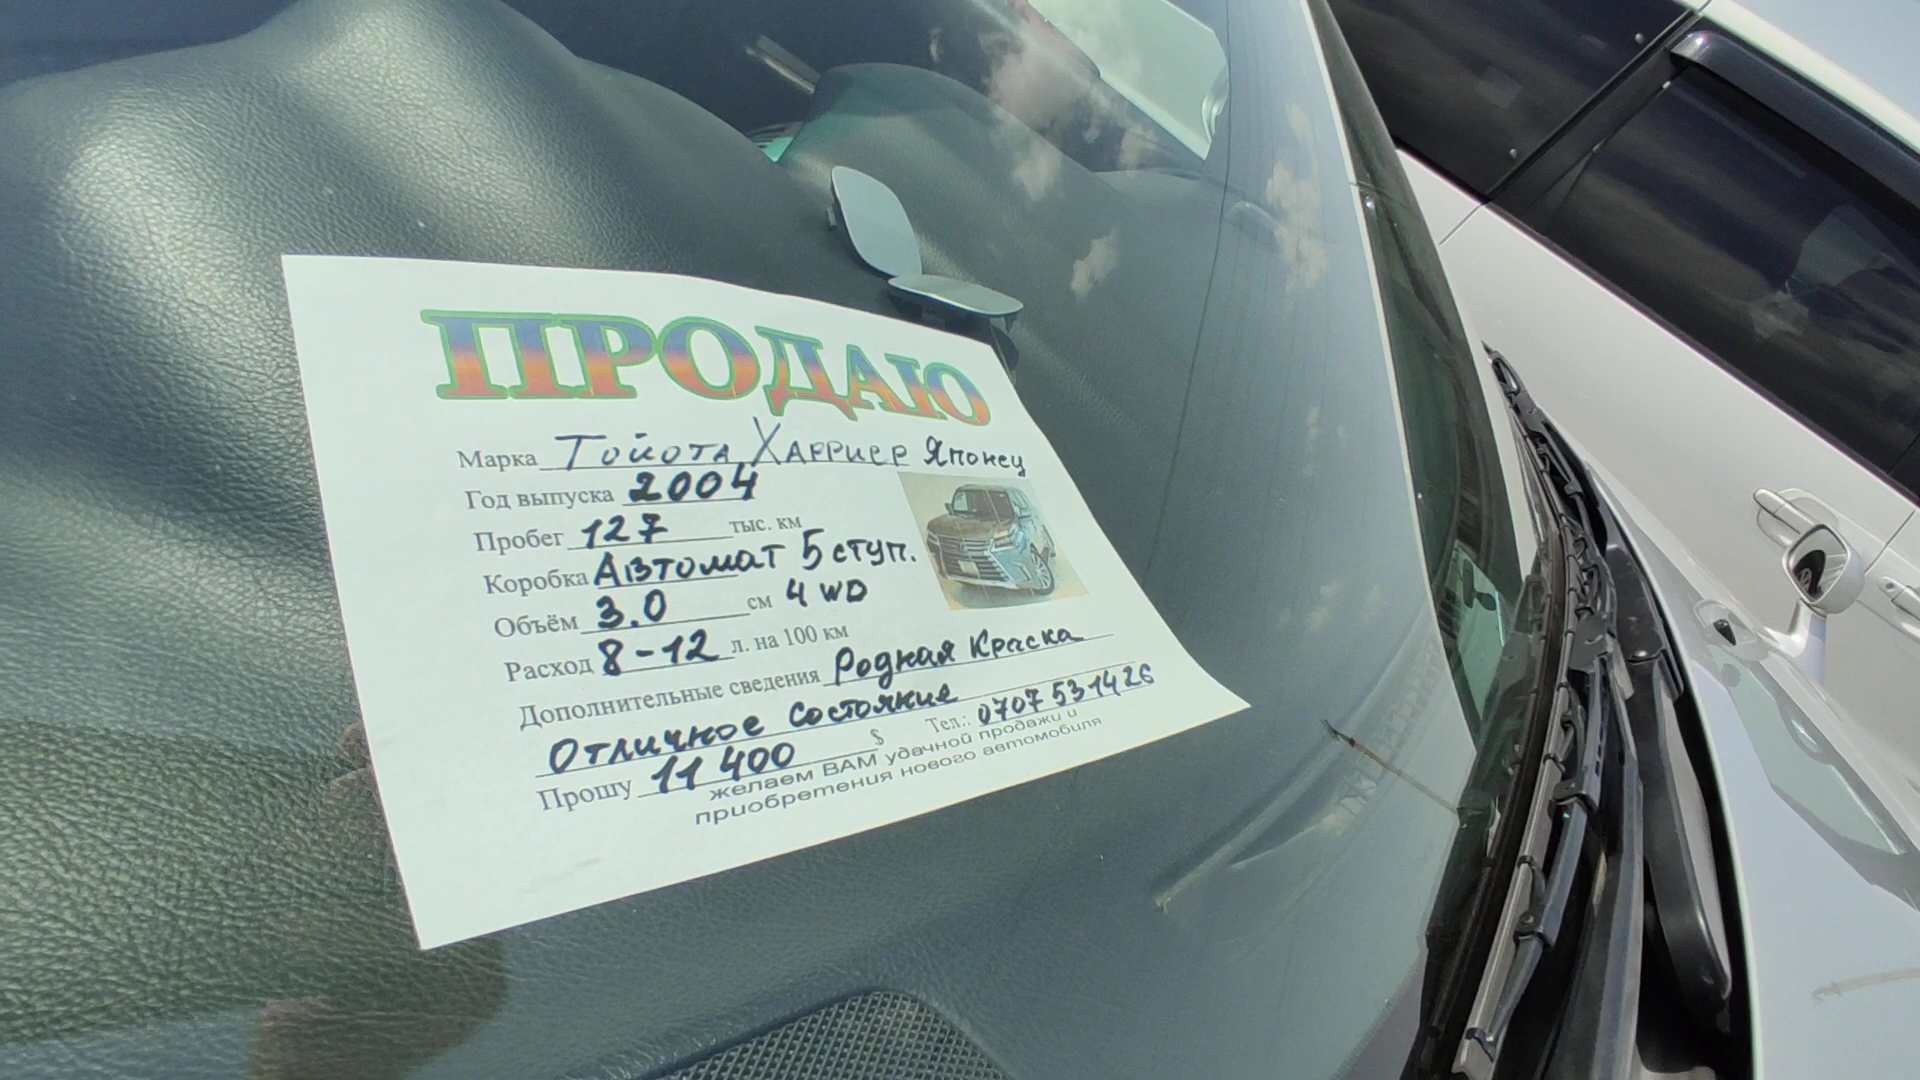 ПРОДАЮ
Марка Тойота Харриер Японец
Год выпуска 2004
Пробег 127 тыс. км
Коробка Автомат 5 ступ.
Объём 3.0 см 4 WD
Расход 8-12 л. на 100 км
Дополнительные сведения Родная Краска
Отличное состояние
Прошу 11 400 $ Тел.: 0707 531426
желаем ВАМ удачной продажи и
приобретения нового автомобиля